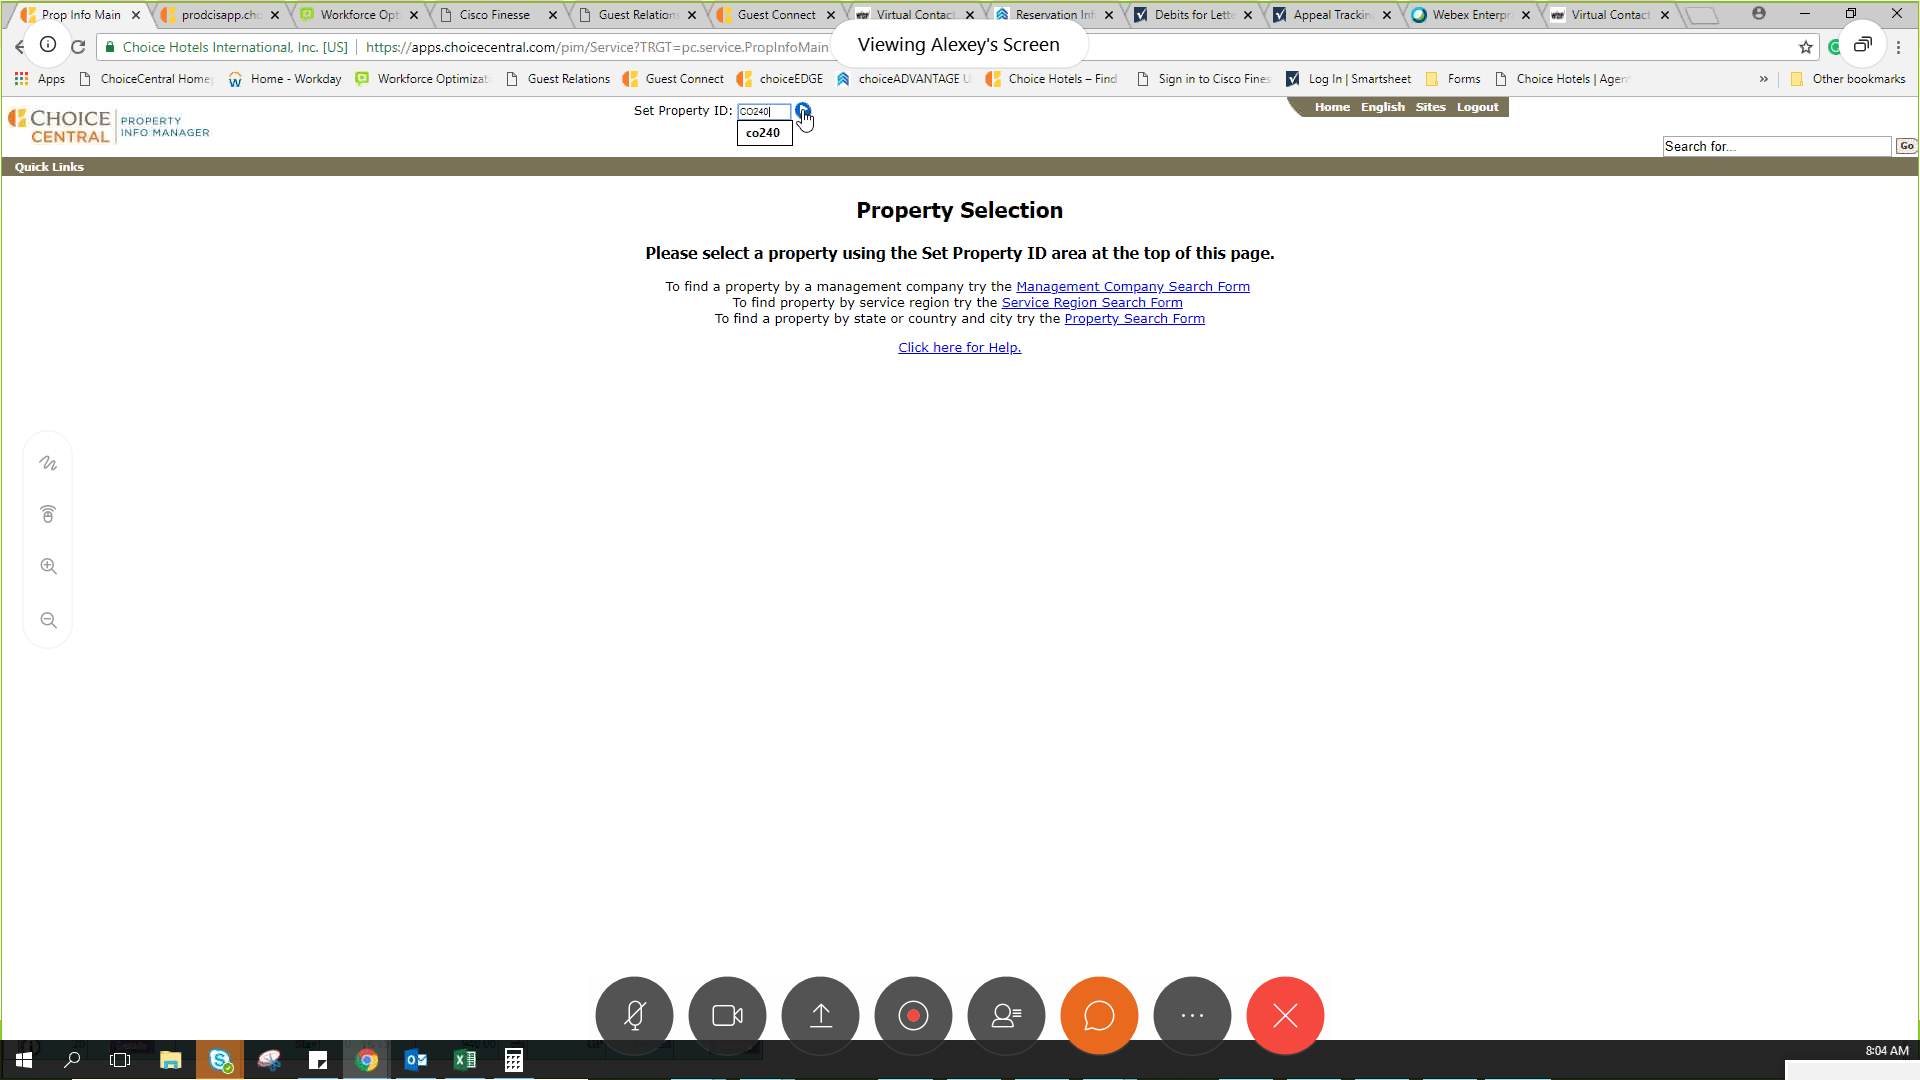 Prop Info Main
prodcisapp.cho
Workforce Opt
Cisco Finesse
Guest Relations
Guest Connect
Virtual Contact
Reservation Inf
Debits for Lette
Appeal Trackin
Webex Enterpr
Virtual Contact
Choice Hotels International, Inc. [US]
https://apps.choicecentral.com/pim/Service?TRGT=pc.service.PropInfoMain
Viewing Alexey's Screen
Apps
ChoiceCentral Home
Home - Workday
Workforce Optimizat
Guest Relations
Guest Connect
choiceEDGE
choiceADVANTAGE U
Choice Hotels – Find
Sign in to Cisco Fines
Log In | Smartsheet
Forms
Choice Hotels | Agen
»
Other bookmarks
CHOICE CENTRAL
PROPERTY
INFO MANAGER
Set Property ID: CO240
co240
Home English Sites Logout
Search for...
Go
Quick Links
Property Selection
Please select a property using the Set Property ID area at the top of this page.
To find a property by a management company try the Management Company Search Form
To find property by service region try the Service Region Search Form
To find a property by state or country and city try the Property Search Form
Click here for Help.
8:04 AM